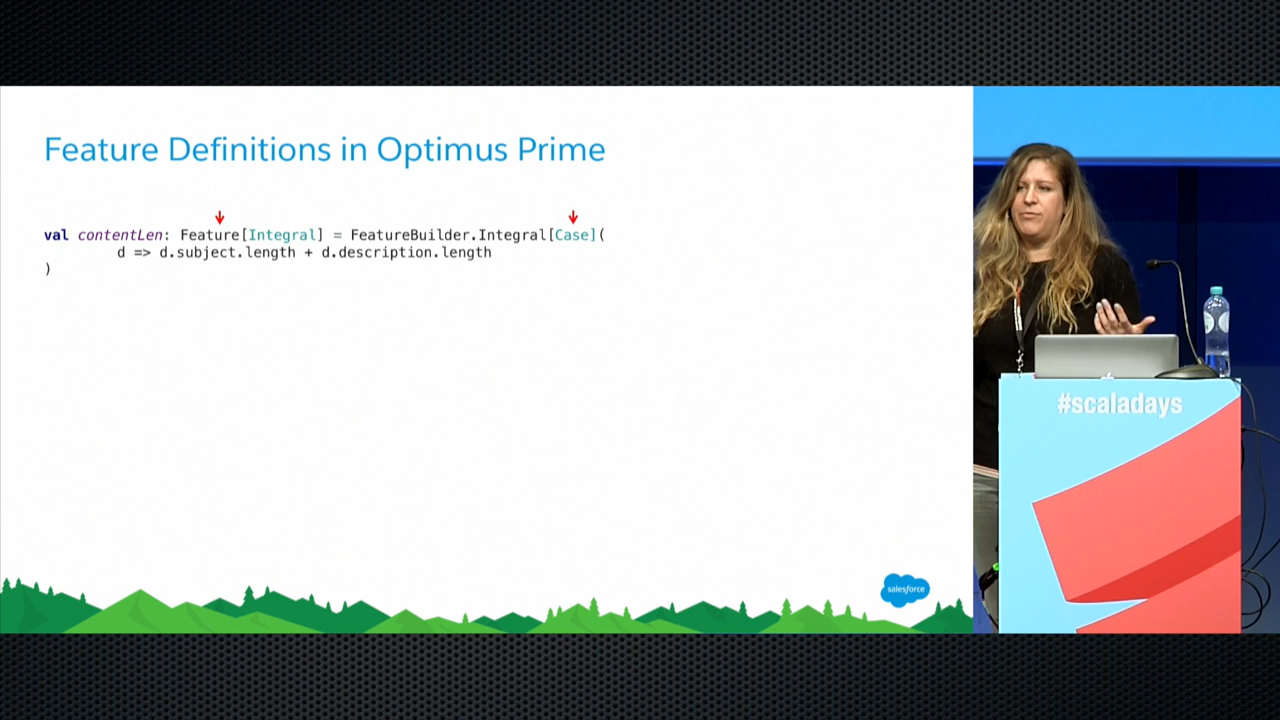 Feature Definitions in Optimus Prime
val contentLen: Feature[Integral] = FeatureBuilder.Integral[Case](
d => d.subject.length + d.description.length
)
salesforce
#scaladays